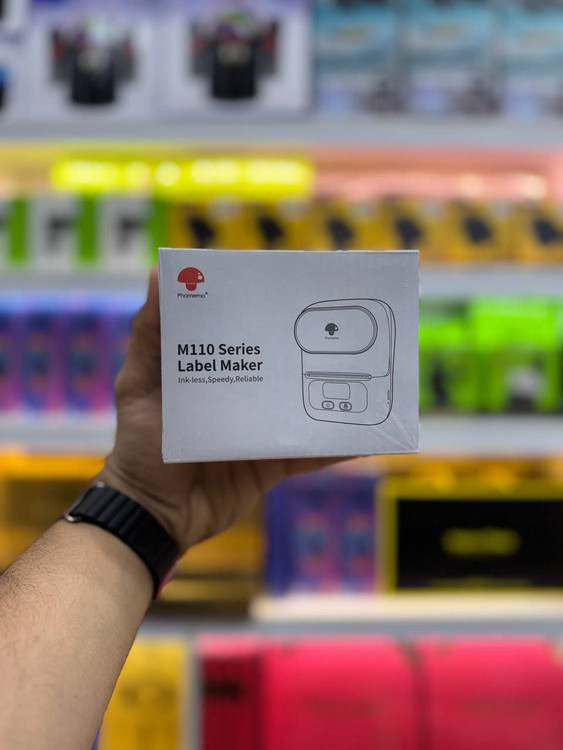 Phomemo®
M110 Series
Label Maker
Ink-less,Speedy,Reliable
Phomemo